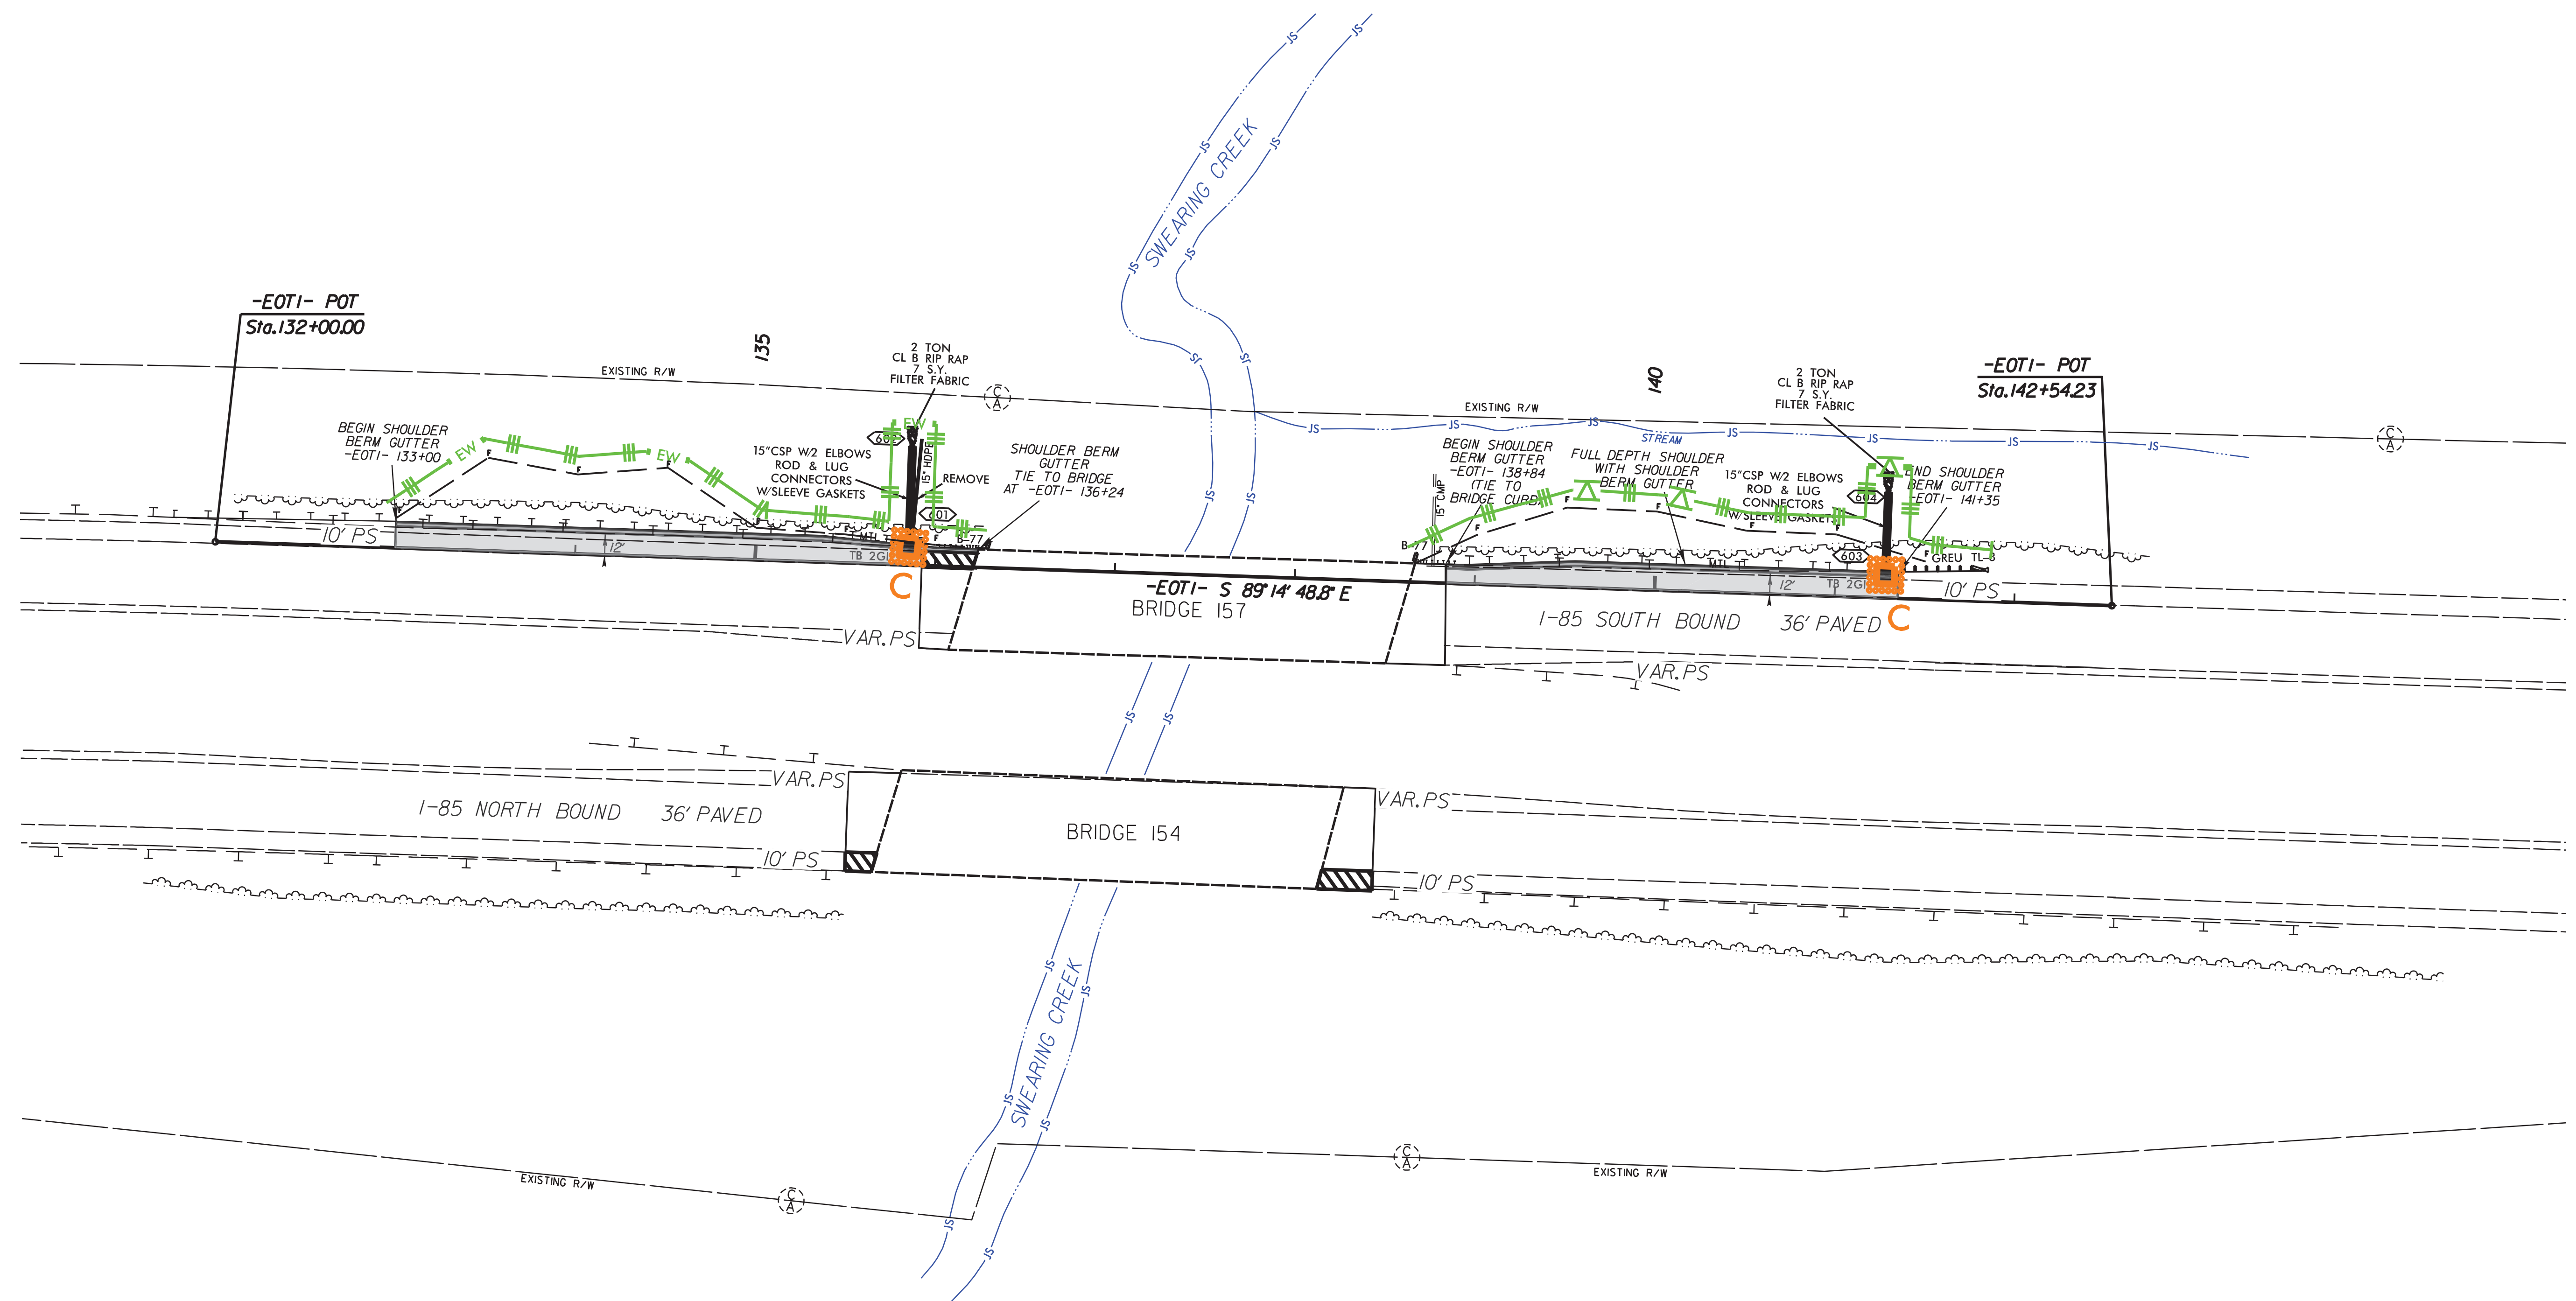 -EOT1- POT
Sta.132+00.00
135
EXISTING R/W
2 TON
CL B RIP RAP
7 S.Y.
FILTER FABRIC
C
A
SWEARING CREEK
JS
140
2 TON
CL B RIP RAP
7 S.Y.
FILTER FABRIC
-EOT1- POT
Sta.142+54.23
EXISTING R/W
C
A
STREAM
BEGIN SHOULDER
BERM GUTTER
-EOT1- 133+00
EW
EW
EW
602
15"CSP W/2 ELBOWS
ROD & LUG
CONNECTORS
W/SLEEVE GASKETS
15" HDPE
REMOVE
601
SHOULDER BERM
GUTTER
TIE TO BRIDGE
AT -EOT1- 136+24
15" CMP
BEGIN SHOULDER
BERM GUTTER
-EOT1- 138+84
(TIE TO
BRIDGE CURB)
FULL DEPTH SHOULDER
WITH SHOULDER
BERM GUTTER
15"CSP W/2 ELBOWS
ROD & LUG
CONNECTORS
W/SLEEVE GASKETS
604
END SHOULDER
BERM GUTTER
-EOT1- 141+35
603
GREU TL-3
10' PS
12'
TB 2GI
B-77
C
B-77
12'
TB 2GI
10' PS
C
-EOT1- S 89° 14' 48.8" E
BRIDGE 157
I-85 SOUTH BOUND 36' PAVED
VAR.PS
VAR.PS
VAR.PS
I-85 NORTH BOUND 36' PAVED
BRIDGE 154
VAR.PS
10' PS
10' PS
SWEARING CREEK
EXISTING R/W
C
A
C
A
EXISTING R/W